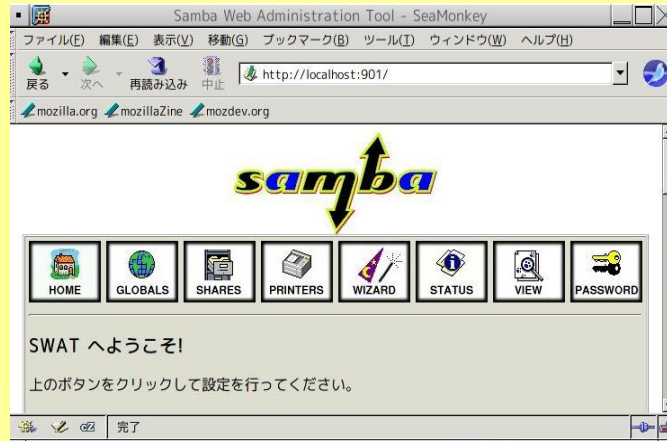 Samba Web Administration Tool - SeaMonkey
ファイル(F) 編集(E) 表示(V) 移動(G) ブックマーク(B) ツール(T) ウィンドウ(W) ヘルプ(H)
戻る 次へ 再読み込み 中止 http://localhost:901/
mozilla.org mozillaZine mozdev.org
samba
HOME GLOBALS SHARES PRINTERS WIZARD STATUS VIEW PASSWORD
SWAT へようこそ!
上のボタンをクリックして設定を行ってください。
完了